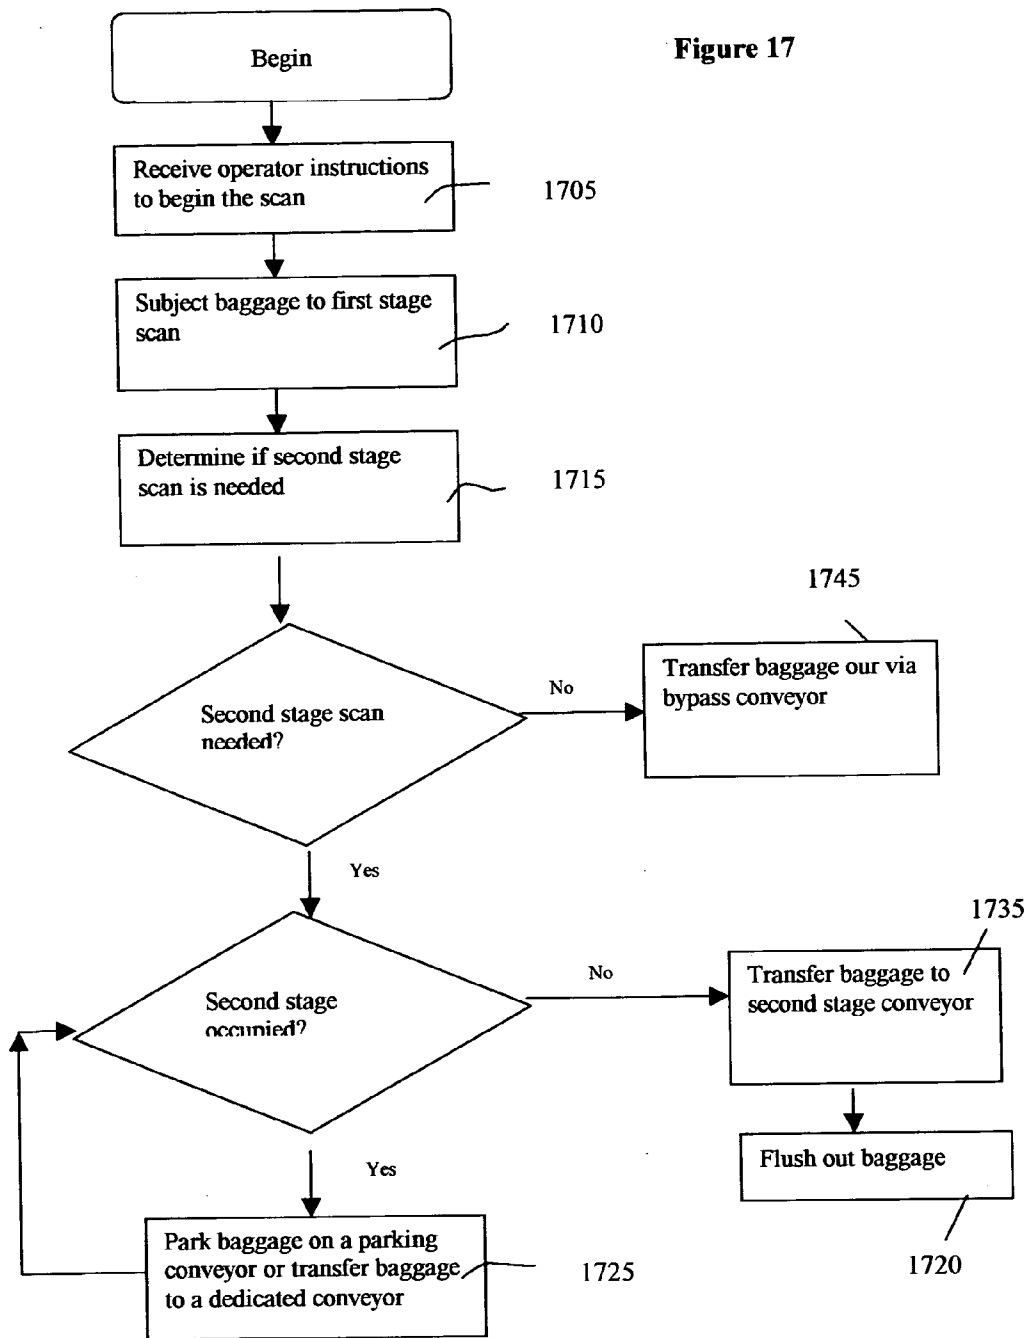 Figure 17
Begin
Receive operator instructions
to begin the scan
1705
Subject baggage to first stage
scan
1710
Determine if second stage
scan is needed
1715
1745
Transfer baggage our via
bypass conveyor
No
Second stage scan
needed?
Yes
1735
Transfer baggage to
second stage conveyor
No
Second stage
occupied?
Flush out baggage
1720
Yes
Park baggage on a parking
conveyor or transfer baggage
to a dedicated conveyor
1725